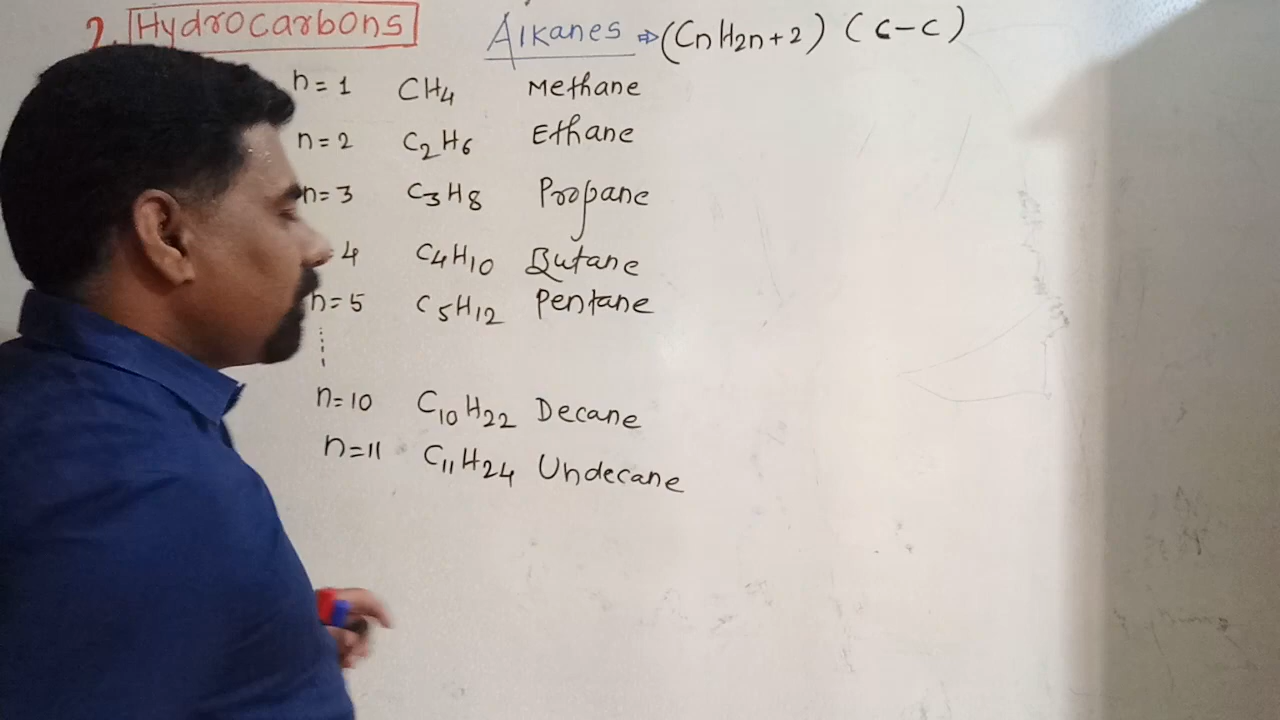 2. Hydrocarbons Alkanes ⇒ (CnH2n+2) (C-C)
n=1 CH4 Methane
n=2 C2H6 Ethane
n=3 C3H8 Propane
4 C4H10 Butane
n=5 C5H12 Pentane
n=10 C10H22 Decane
n=11 C11H24 Undecane